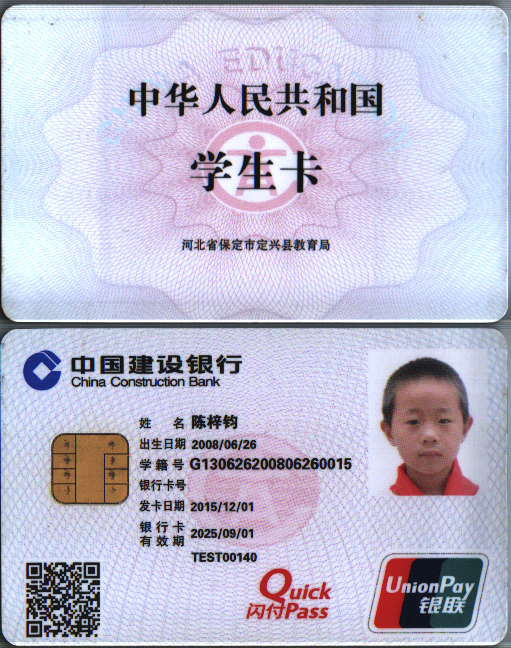 中华人民共和国
学生卡
河北省保定市定兴县教育局
中国建设银行
China Construction Bank
姓 名 陈梓钧
出生日期 2008/06/26
学 籍 号 G130626200806260015
银行卡号
发卡日期 2015/12/01
银 行 卡
有 效 期 2025/09/01
TEST00140
Quick
闪付Pass
UnionPay
银联